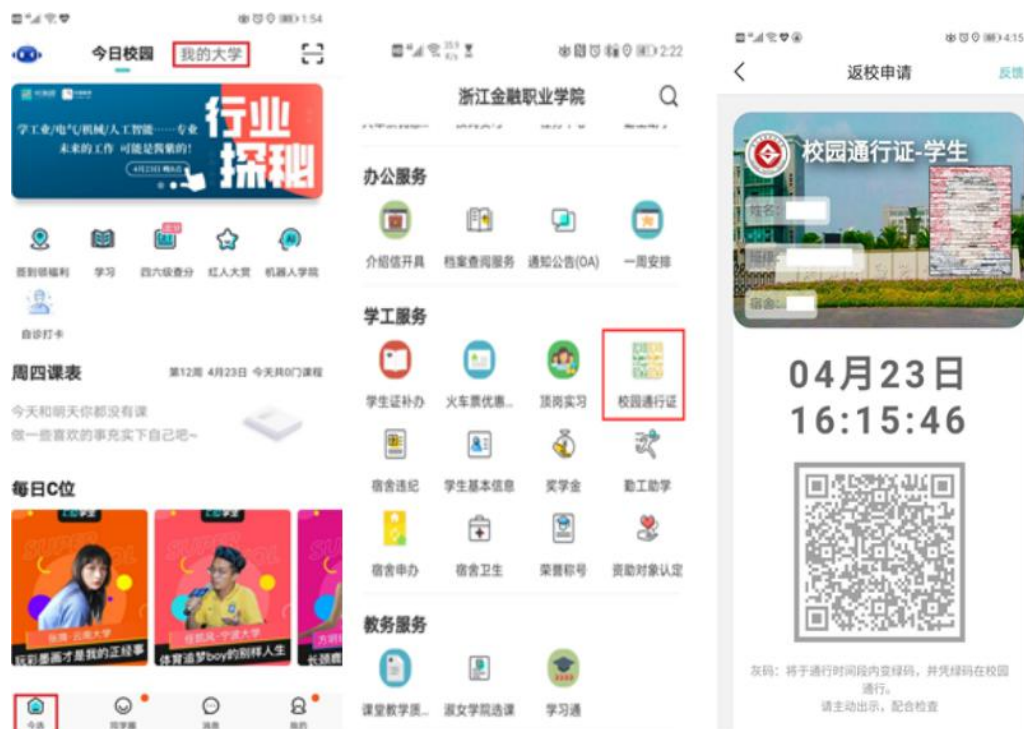 1:54
今日校园
我的大学
学工业/电气/机械/人工智能……专业
未来的工作 可能是酱紫的!
行业
探秘
签到领福利
学习
四六级查分
红人大赏
机器人学院
自诊打卡
周四课表
第12周 4月23日 今天共0门课程
今天和明天你都没有课
做一些喜欢的事充实下自己吧~
每日C位
张腾-云南大学
玩彩墨画才是我的正经事
任凯风-宁波大学
体育追梦boy的别样人生
今选
同学圈
消息
我的
2:22
浙江金融职业学院
办公服务
介绍信开具
档案查阅服务
通知公告(OA)
一周安排
学工服务
学生证补办
火车票优惠...
顶岗实习
校园通行证
宿舍违纪
学生基本信息
奖学金
勤工助学
宿舍申办
宿舍卫生
荣誉称号
资助对象认定
教务服务
课堂教学质...
淑女学院选课
学习通
4:15
返校申请
反馈
校园通行证-学生
姓名:
班级:
宿舍:
04月23日
16:15:46
灰码：将于通行时间段内变绿码，并凭绿码在校园
通行。
请主动出示，配合检查